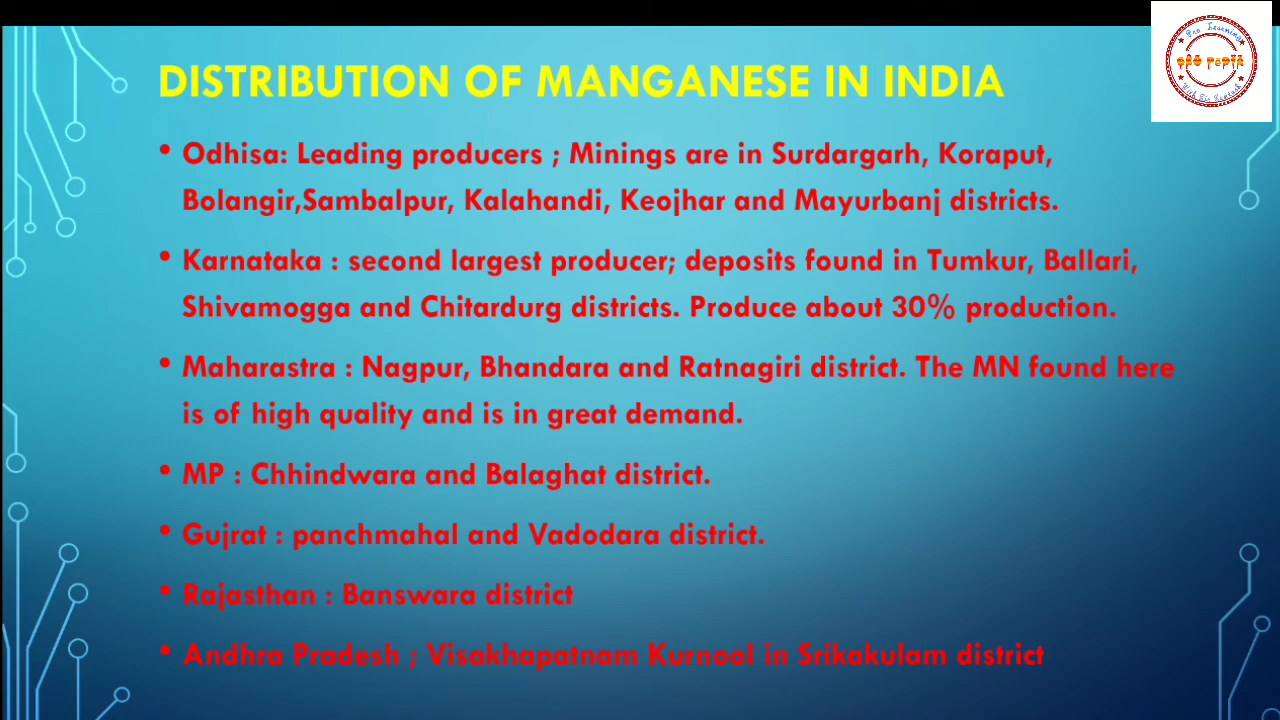 DISTRIBUTION OF MANGANESE IN INDIA
• Odhisa: Leading producers ; Minings are in Surdargarh, Koraput,
Bolangir,Sambalpur, Kalahandi, Keojhar and Mayurbanj districts.
• Karnataka : second largest producer; deposits found in Tumkur, Ballari,
Shivamogga and Chitardurg districts. Produce about 30% production.
• Maharastra : Nagpur, Bhandara and Ratnagiri district. The MN found here
is of high quality and is in great demand.
• MP : Chhindwara and Balaghat district.
• Gujrat : panchmahal and Vadodara district.
• Rajasthan : Banswara district
• Andhra Pradesh ; Visakhapatnam Kurnool in Srikakulam district
Pro Learning